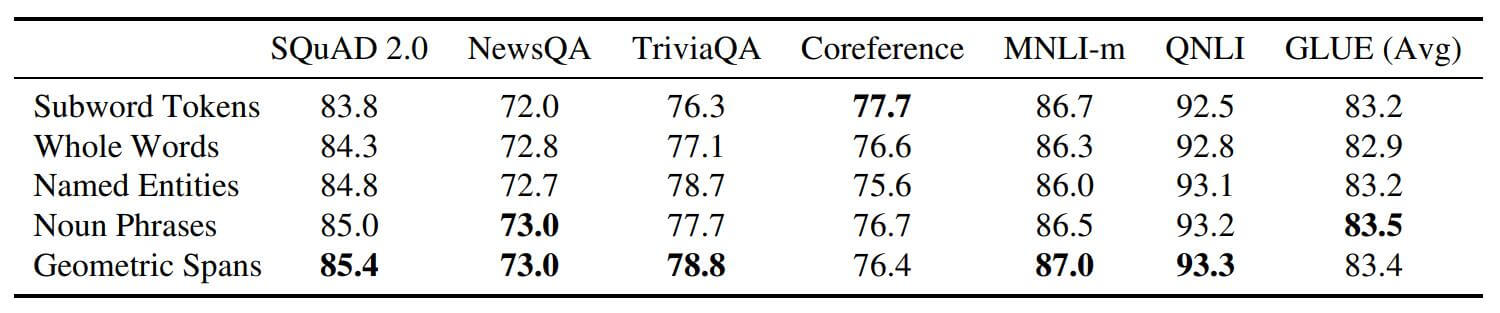 SQuAD 2.0 NewsQA TriviaQA Coreference MNLI-m QNLI GLUE (Avg)
Subword Tokens 83.8 72.0 76.3 77.7 86.7 92.5 83.2
Whole Words 84.3 72.8 77.1 76.6 86.3 92.8 82.9
Named Entities 84.8 72.7 78.7 75.6 86.0 93.1 83.2
Noun Phrases 85.0 73.0 77.7 76.7 86.5 93.2 83.5
Geometric Spans 85.4 73.0 78.8 76.4 87.0 93.3 83.4